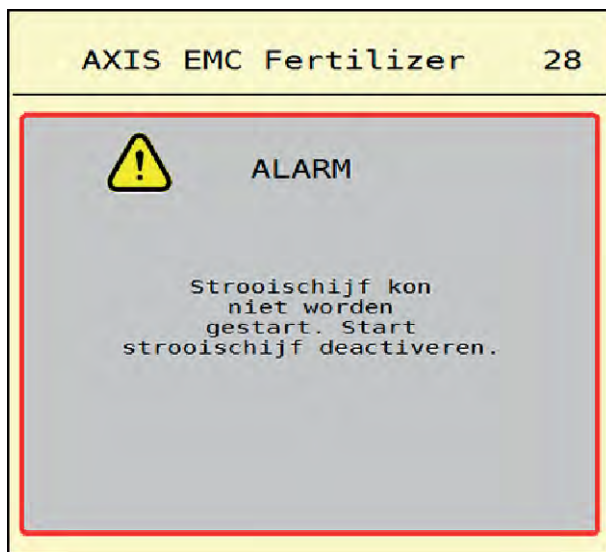 AXIS EMC Fertilizer 28
ALARM
Strooischijf kon
niet worden
gestart. Start
strooischijf deactiveren.